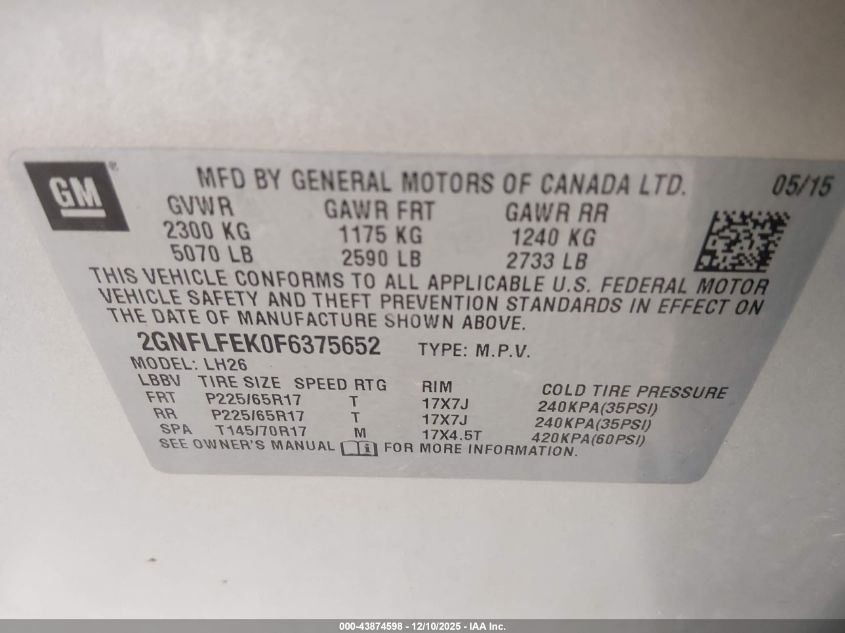 GM® MFD BY GENERAL MOTORS OF CANADA LTD. 05/15
GVWR GAWR FRT GAWR RR
2300 KG 1175 KG 1240 KG
5070 LB 2590 LB 2733 LB
THIS VEHICLE CONFORMS TO ALL APPLICABLE U.S. FEDERAL MOTOR
VEHICLE SAFETY AND THEFT PREVENTION STANDARDS IN EFFECT ON
THE DATE OF MANUFACTURE SHOWN ABOVE.
2GNFLFEK0F6375652 TYPE: M.P.V.
MODEL: LH26
LBBV TIRE SIZE SPEED RTG RIM COLD TIRE PRESSURE
FRT P225/65R17 T 17X7J 240KPA(35PSI)
RR P225/65R17 T 17X7J 240KPA(35PSI)
SPA T145/70R17 M 17X4.5T 420KPA(60PSI)
SEE OWNER'S MANUAL FOR MORE INFORMATION.
000-43874598 - 12/10/2025 - IAA Inc.